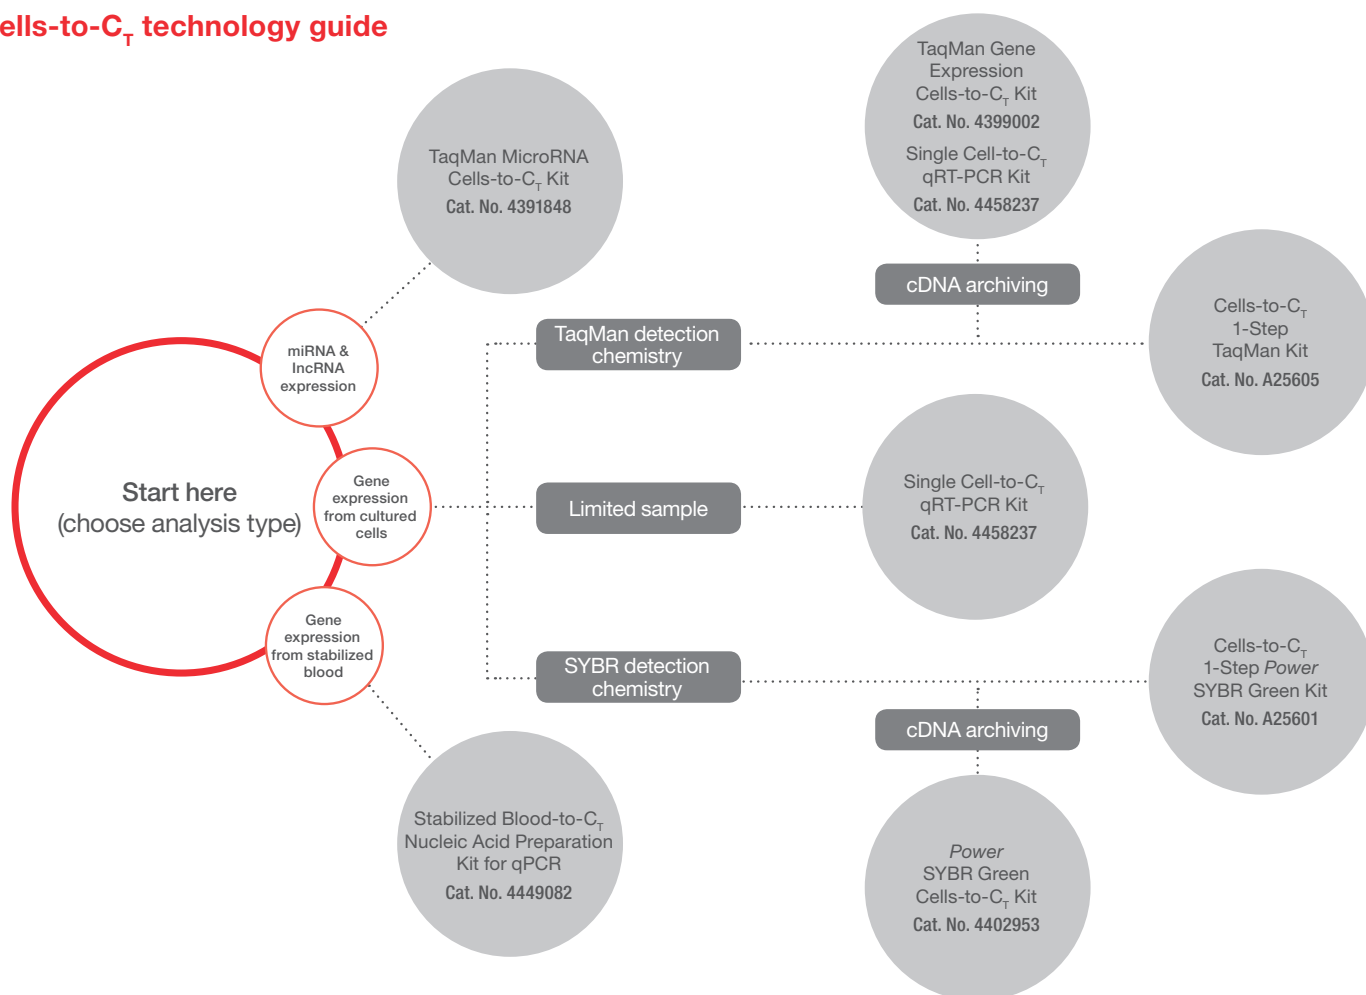 ells-to-CT technology guide
TaqMan MicroRNA
Cells-to-CT Kit
Cat. No. 4391848
TaqMan Gene
Expression
Cells-to-CT Kit
Cat. No. 4399002
Single Cell-to-CT
qRT-PCR Kit
Cat. No. 4458237
cDNA archiving
TaqMan detection
chemistry
Cells-to-CT
1-Step
TaqMan Kit
Cat. No. A25605
miRNA &
lncRNA
expression
Start here
(choose analysis type)
Gene
expression
from cultured
cells
Limited sample
Single Cell-to-CT
qRT-PCR Kit
Cat. No. 4458237
Gene
expression
from stabilized
blood
SYBR detection
chemistry
Cells-to-CT
1-Step Power
SYBR Green Kit
Cat. No. A25601
cDNA archiving
Stabilized Blood-to-CT
Nucleic Acid Preparation
Kit for qPCR
Cat. No. 4449082
Power
SYBR Green
Cells-to-CT Kit
Cat. No. 4402953